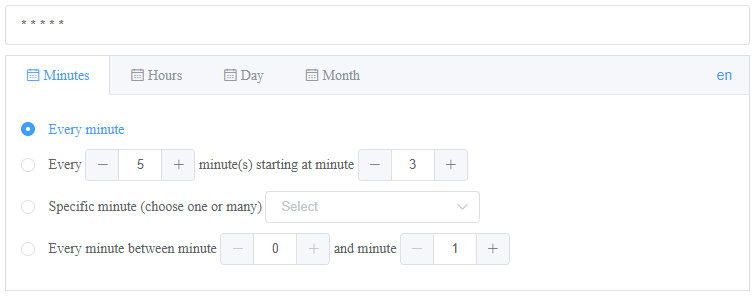 * * * * *
Minutes Hours Day Month en
Every minute
Every − 5 + minute(s) starting at minute − 3 +
Specific minute (choose one or many) Select
Every minute between minute − 0 + and minute − 1 +